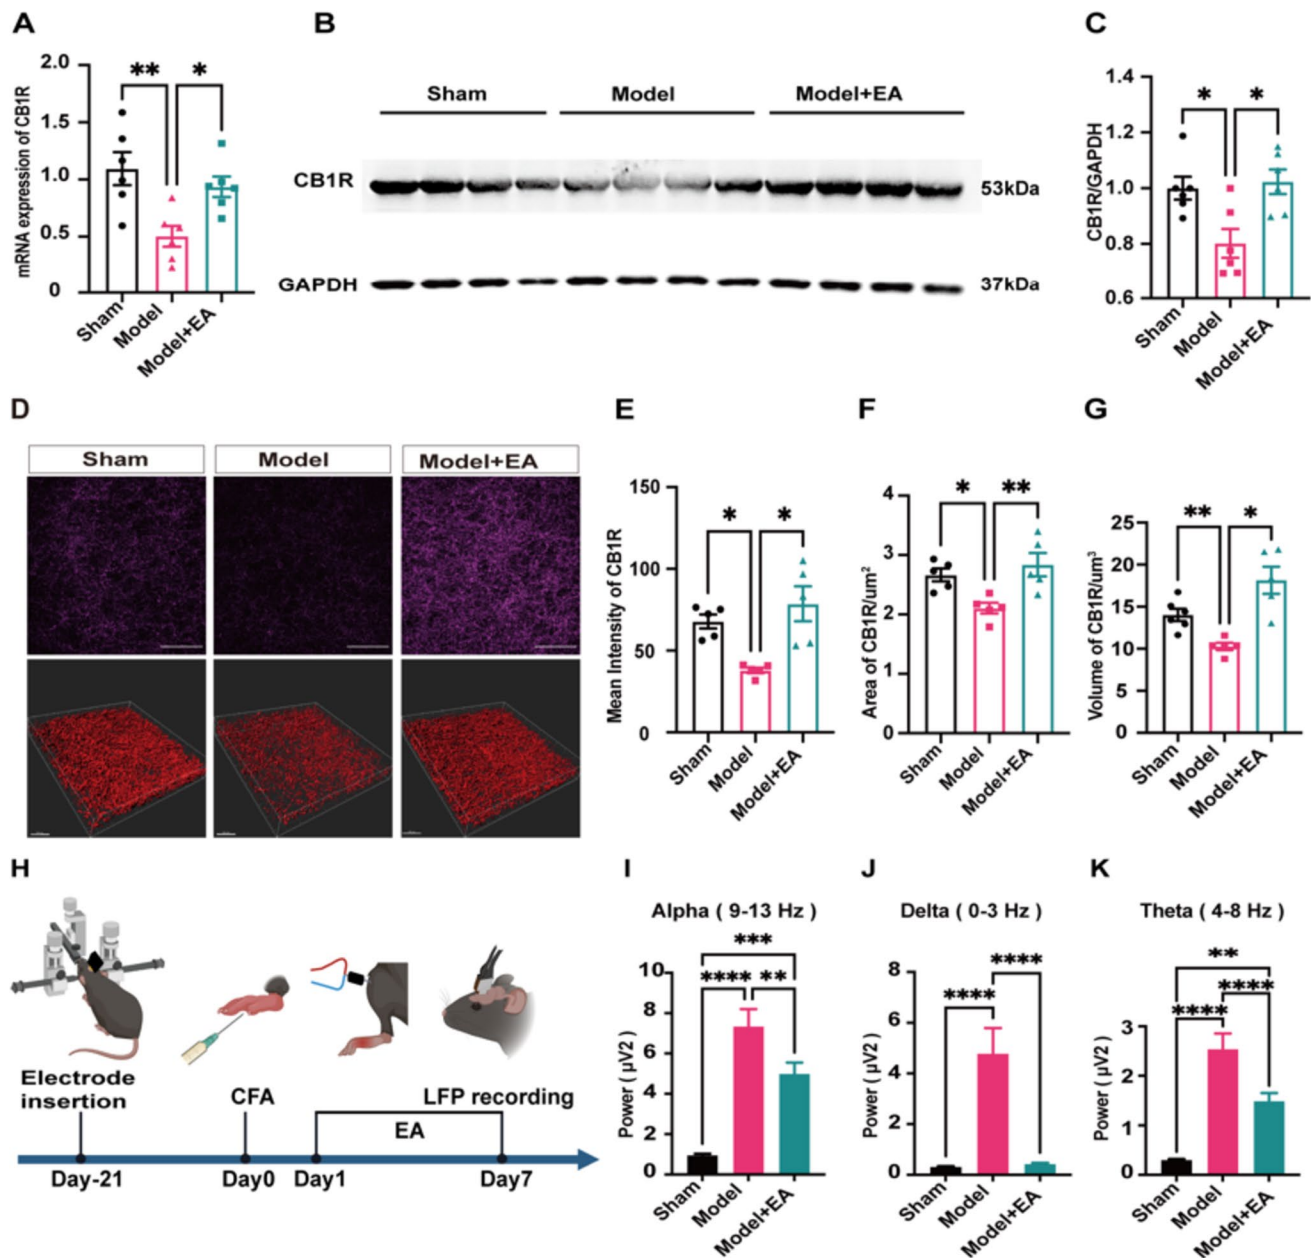 A
mRNA expression of CB1R
2.0
1.5
1.0
0.5
0
** *
Sham
Model
Model+EA
B
Sham Model Model+EA
CB1R 53kDa
GAPDH 37kDa
C
CB1R/GAPDH
1.4
1.2
1.0
0.8
0.6
* *
Sham
Model
Model+EA
D
Sham Model Model+EA
E
Mean Intensity of CB1R
150
100
50
0
* *
Sham
Model
Model+EA
F
Area of CB1R/um²
4
3
2
1
0
* **
Sham
Model
Model+EA
G
Volume of CB1R/um³
25
20
15
10
5
0
** *
Sham
Model
Model+EA
H
Electrode
insertion
CFA
LFP recording
EA
Day-21 Day0 Day1 Day7
I
Alpha ( 9-13 Hz )
Power ( µV2 )
10
8
6
4
2
0
***
**** **
Sham
Model
Model+EA
J
Delta ( 0-3 Hz )
Power ( µV2 )
8
6
4
2
0
****
****
Sham
Model
Model+EA
K
Theta ( 4-8 Hz )
Power ( µV2 )
3
2
1
0
**
****
****
Sham
Model
Model+EA